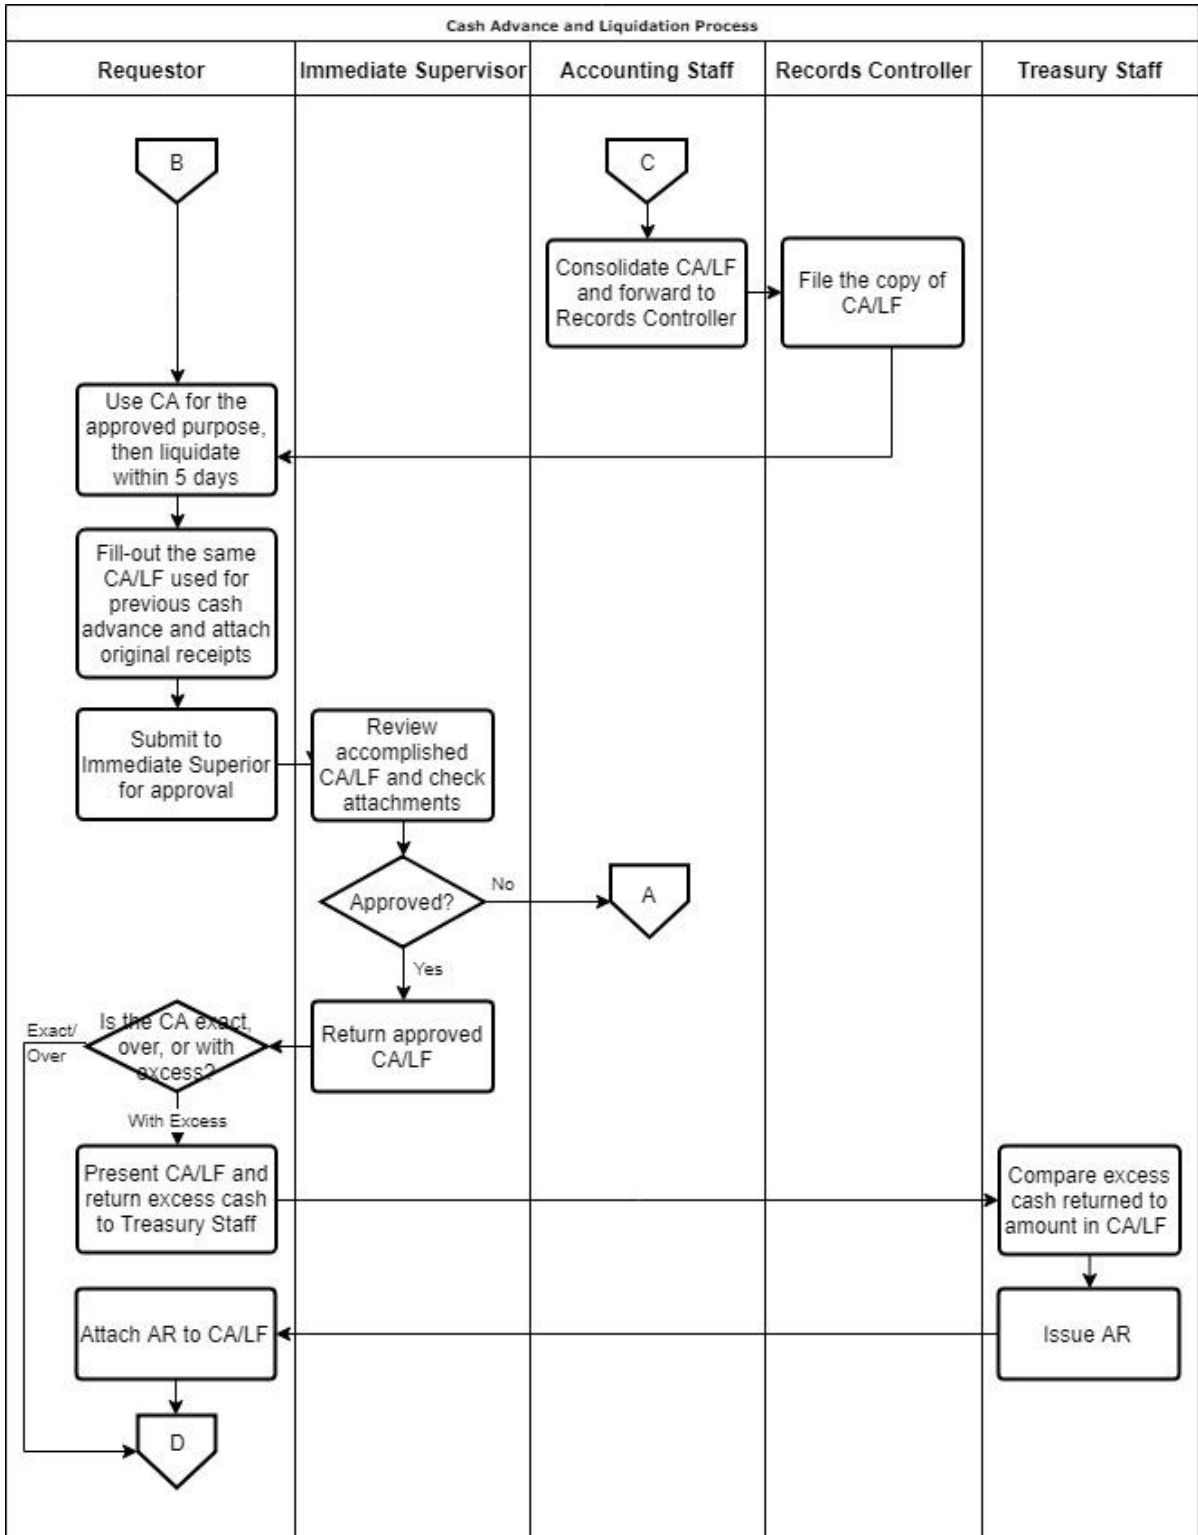 Cash Advance and Liquidation Process
Requestor
Immediate Supervisor
Accounting Staff
Records Controller
Treasury Staff
B
C
Consolidate CA/LF
and forward to
Records Controller
File the copy of
CA/LF
Use CA for the
approved purpose,
then liquidate
within 5 days
Fill-out the same
CA/LF used for
previous cash
advance and attach
original receipts
Submit to
Immediate Superior
for approval
Review
accomplished
CA/LF and check
attachments
Approved?
No
A
Yes
Return approved
CA/LF
Is the CA exact,
over, or with
excess?
Exact/
Over
With Excess
Present CA/LF and
return excess cash
to Treasury Staff
Compare excess
cash returned to
amount in CA/LF
Issue AR
Attach AR to CA/LF
D